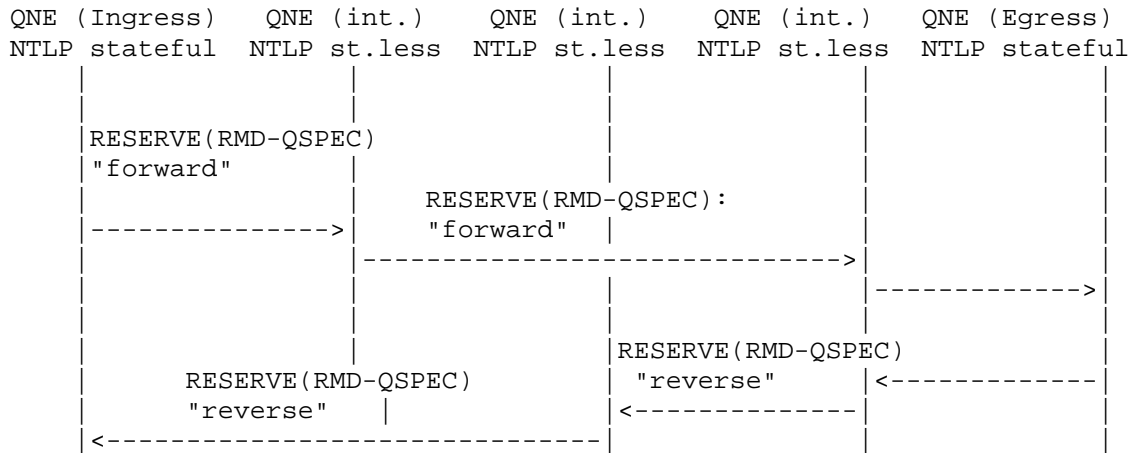 QNE (Ingress)   QNE (int.)    QNE (int.)   QNE (int.)   QNE (Egress)
NTLP stateful  NTLP st.less  NTLP st.less  NTLP st.less  NTLP stateful
RESERVE(RMD-QSPEC)
"forward"
RESERVE(RMD-QSPEC):
"forward"
RESERVE(RMD-QSPEC)
RESERVE(RMD-QSPEC) "reverse"
"reverse"